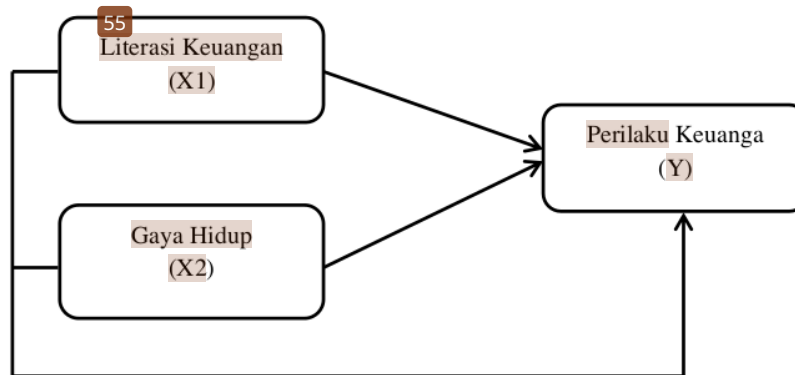 55
Literasi Keuangan
(X1)
Perilaku Keuanga
(Y)
Gaya Hidup
(X2)